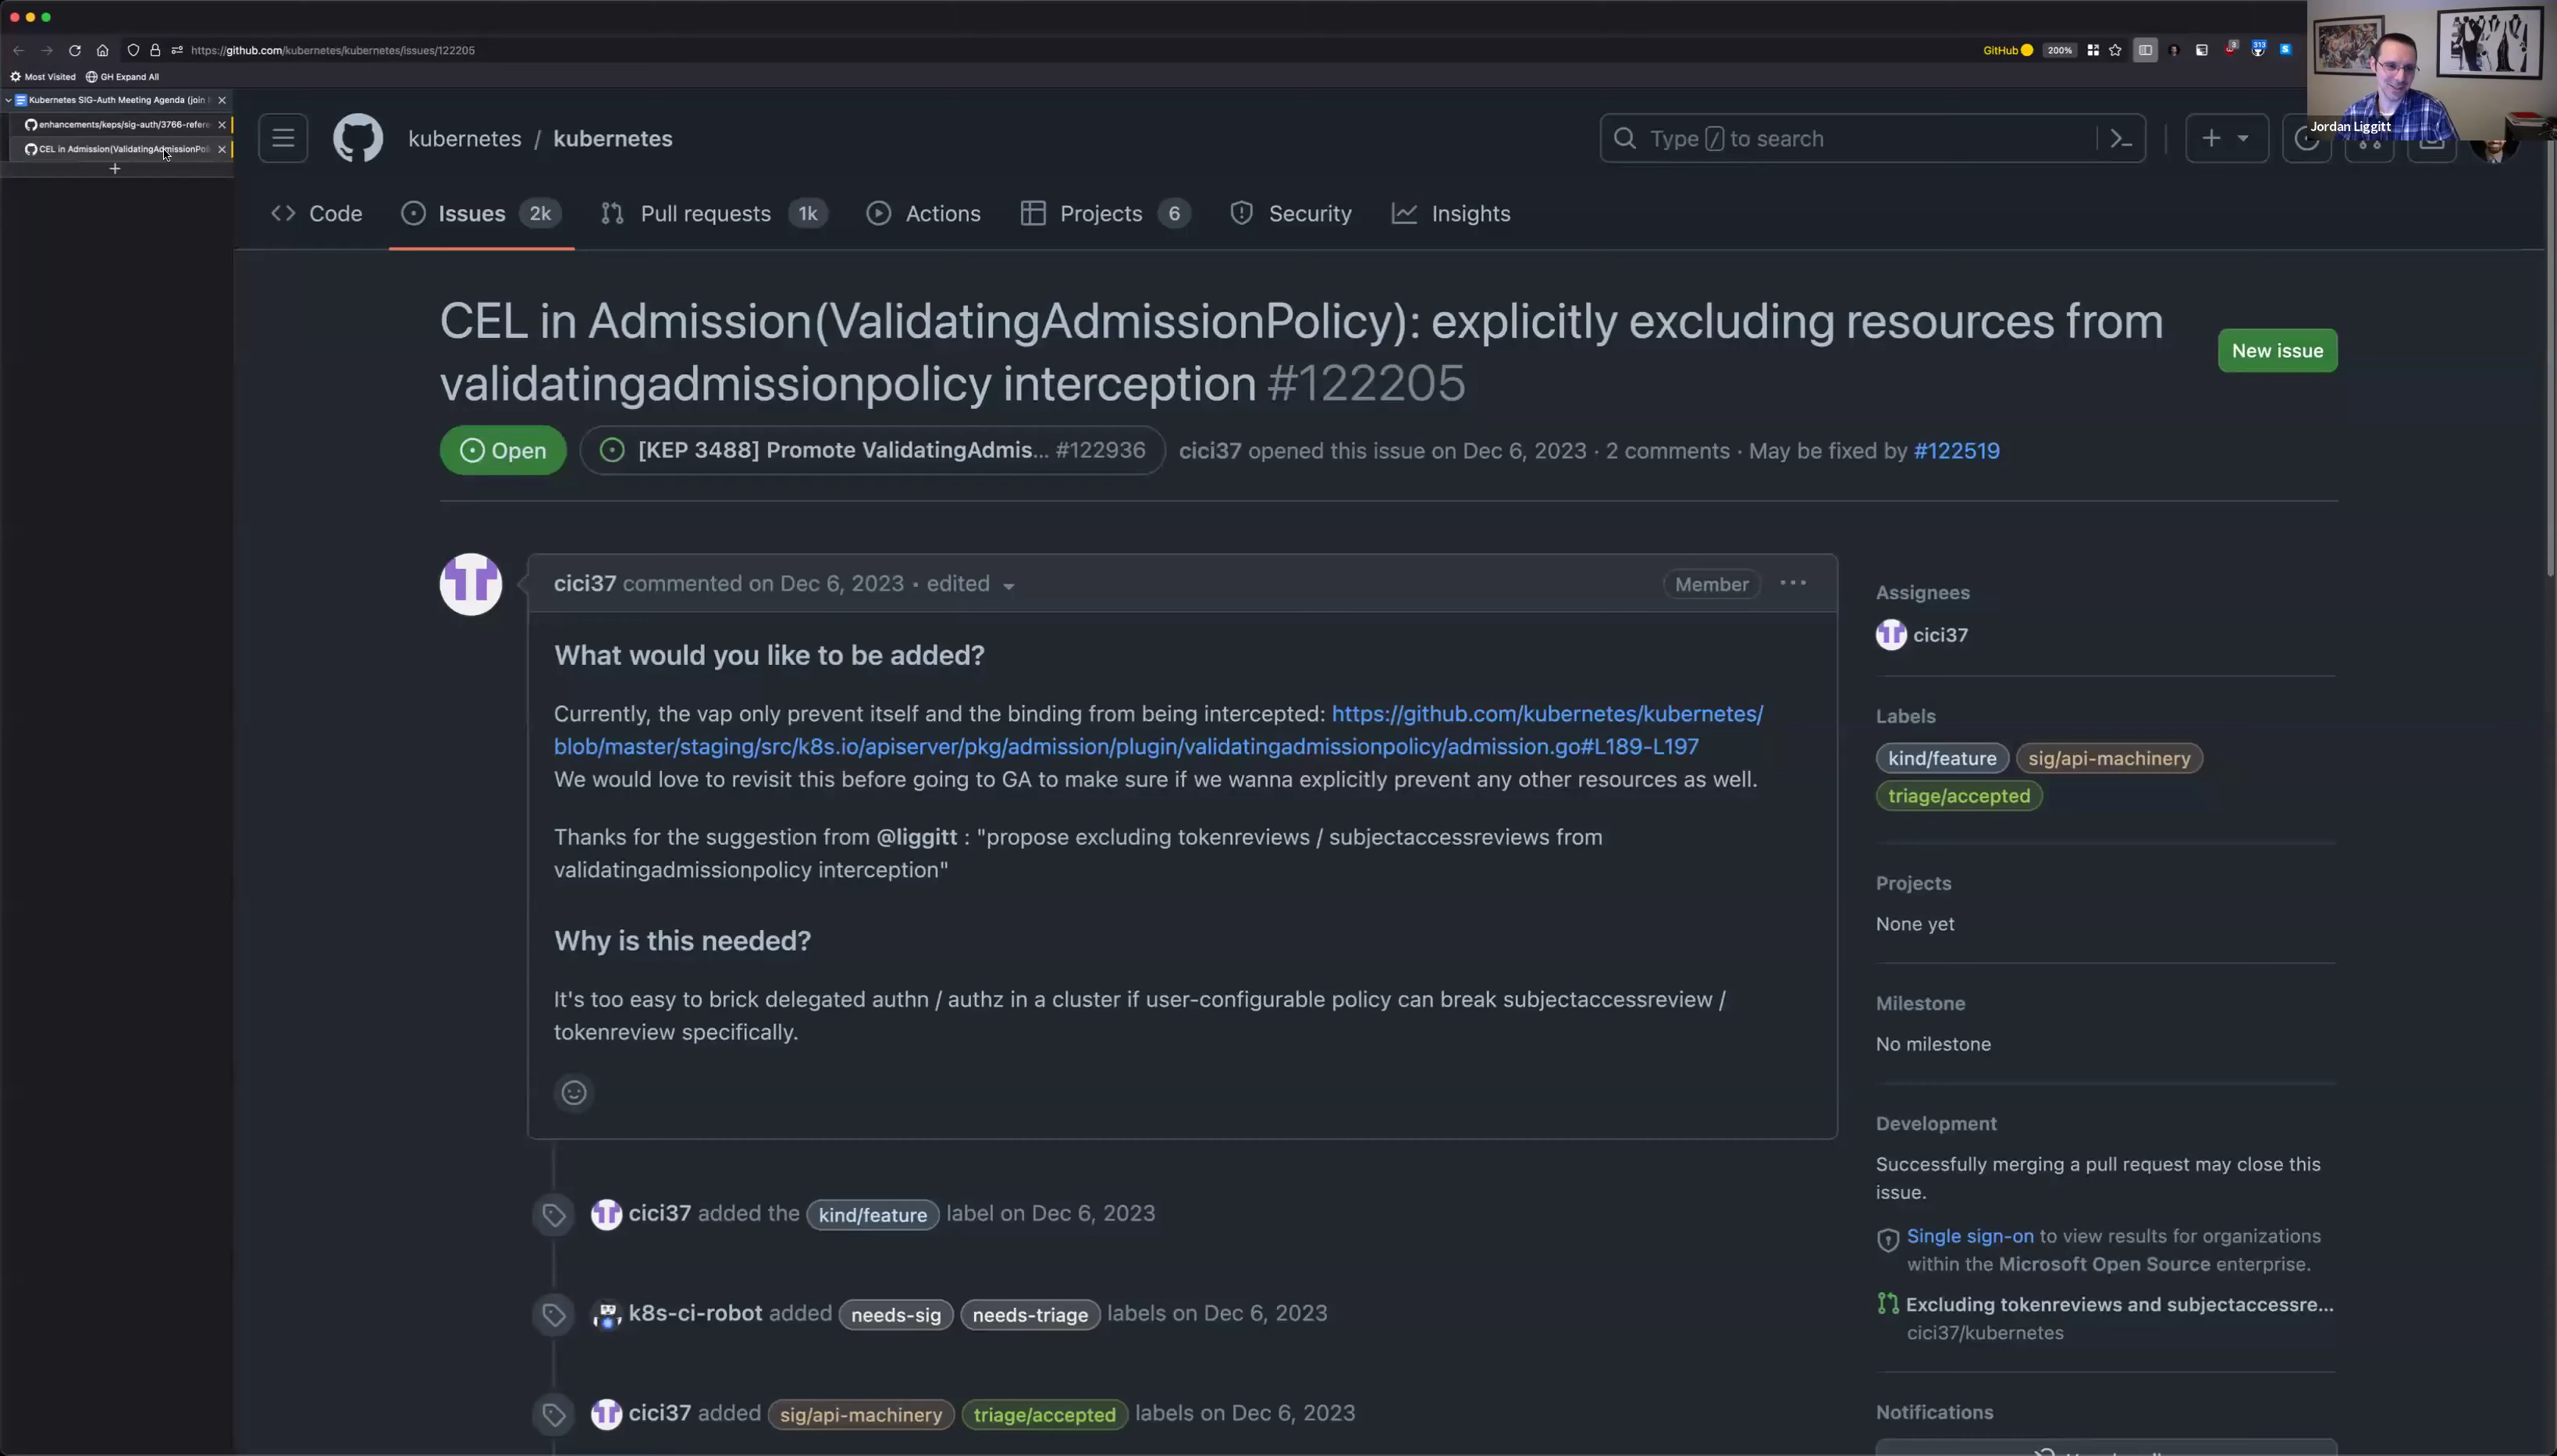 https://github.com/kubernetes/kubernetes/issues/122205
GitHub
200%
3
313
S
Most Visited
GH Expand All
Kubernetes SIG-Auth Meeting Agenda (join
enhancements/keps/sig-auth/3766-refere
CEL in Admission(ValidatingAdmissionPol
Jordan Liggitt
kubernetes / kubernetes
Type / to search
Code
Issues 2k
Pull requests 1k
Actions
Projects 6
Security
Insights
CEL in Admission(ValidatingAdmissionPolicy): explicitly excluding resources from
validatingadmissionpolicy interception #122205
New issue
Open
[KEP 3488] Promote ValidatingAdmis... #122936
cici37 opened this issue on Dec 6, 2023 · 2 comments · May be fixed by #122519
cici37 commented on Dec 6, 2023 · edited
Member
What would you like to be added?
Currently, the vap only prevent itself and the binding from being intercepted: https://github.com/kubernetes/kubernetes/
blob/master/staging/src/k8s.io/apiserver/pkg/admission/plugin/validatingadmissionpolicy/admission.go#L189-L197
We would love to revisit this before going to GA to make sure if we wanna explicitly prevent any other resources as well.
Thanks for the suggestion from @liggitt : "propose excluding tokenreviews / subjectaccessreviews from
validatingadmissionpolicy interception"
Why is this needed?
It's too easy to brick delegated authn / authz in a cluster if user-configurable policy can break subjectaccessreview /
tokenreview specifically.
cici37 added the kind/feature label on Dec 6, 2023
k8s-ci-robot added needs-sig needs-triage labels on Dec 6, 2023
cici37 added sig/api-machinery triage/accepted labels on Dec 6, 2023
Assignees
cici37
Labels
kind/feature
sig/api-machinery
triage/accepted
Projects
None yet
Milestone
No milestone
Development
Successfully merging a pull request may close this
issue.
Single sign-on to view results for organizations
within the Microsoft Open Source enterprise.
Excluding tokenreviews and subjectaccessre...
cici37/kubernetes
Notifications